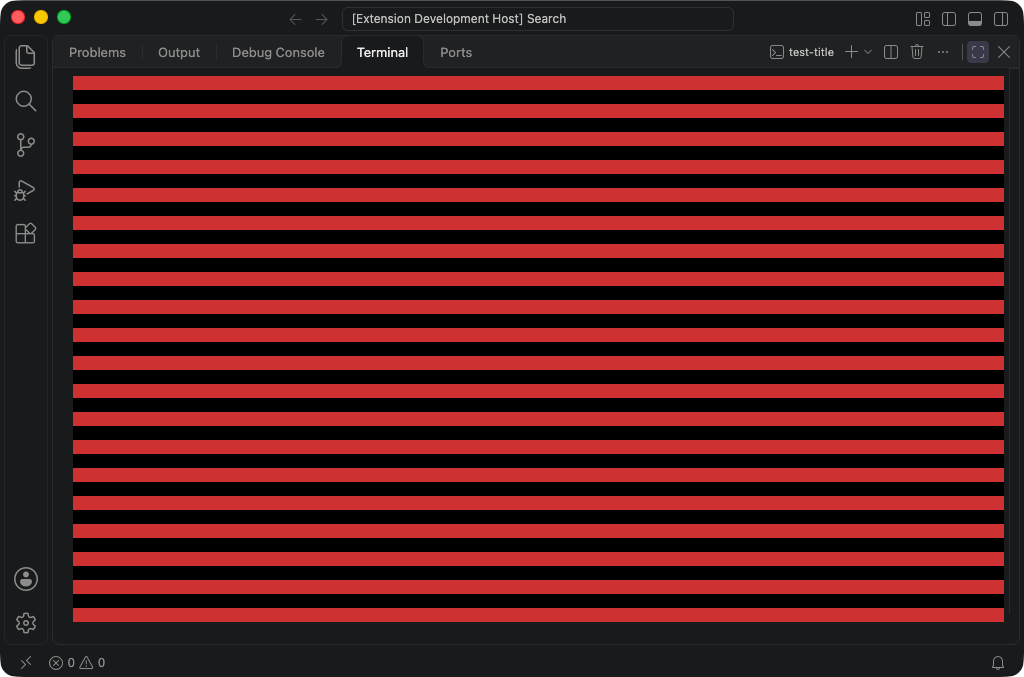 [Extension Development Host] Search
Problems Output Debug Console Terminal Ports test-title
0 0